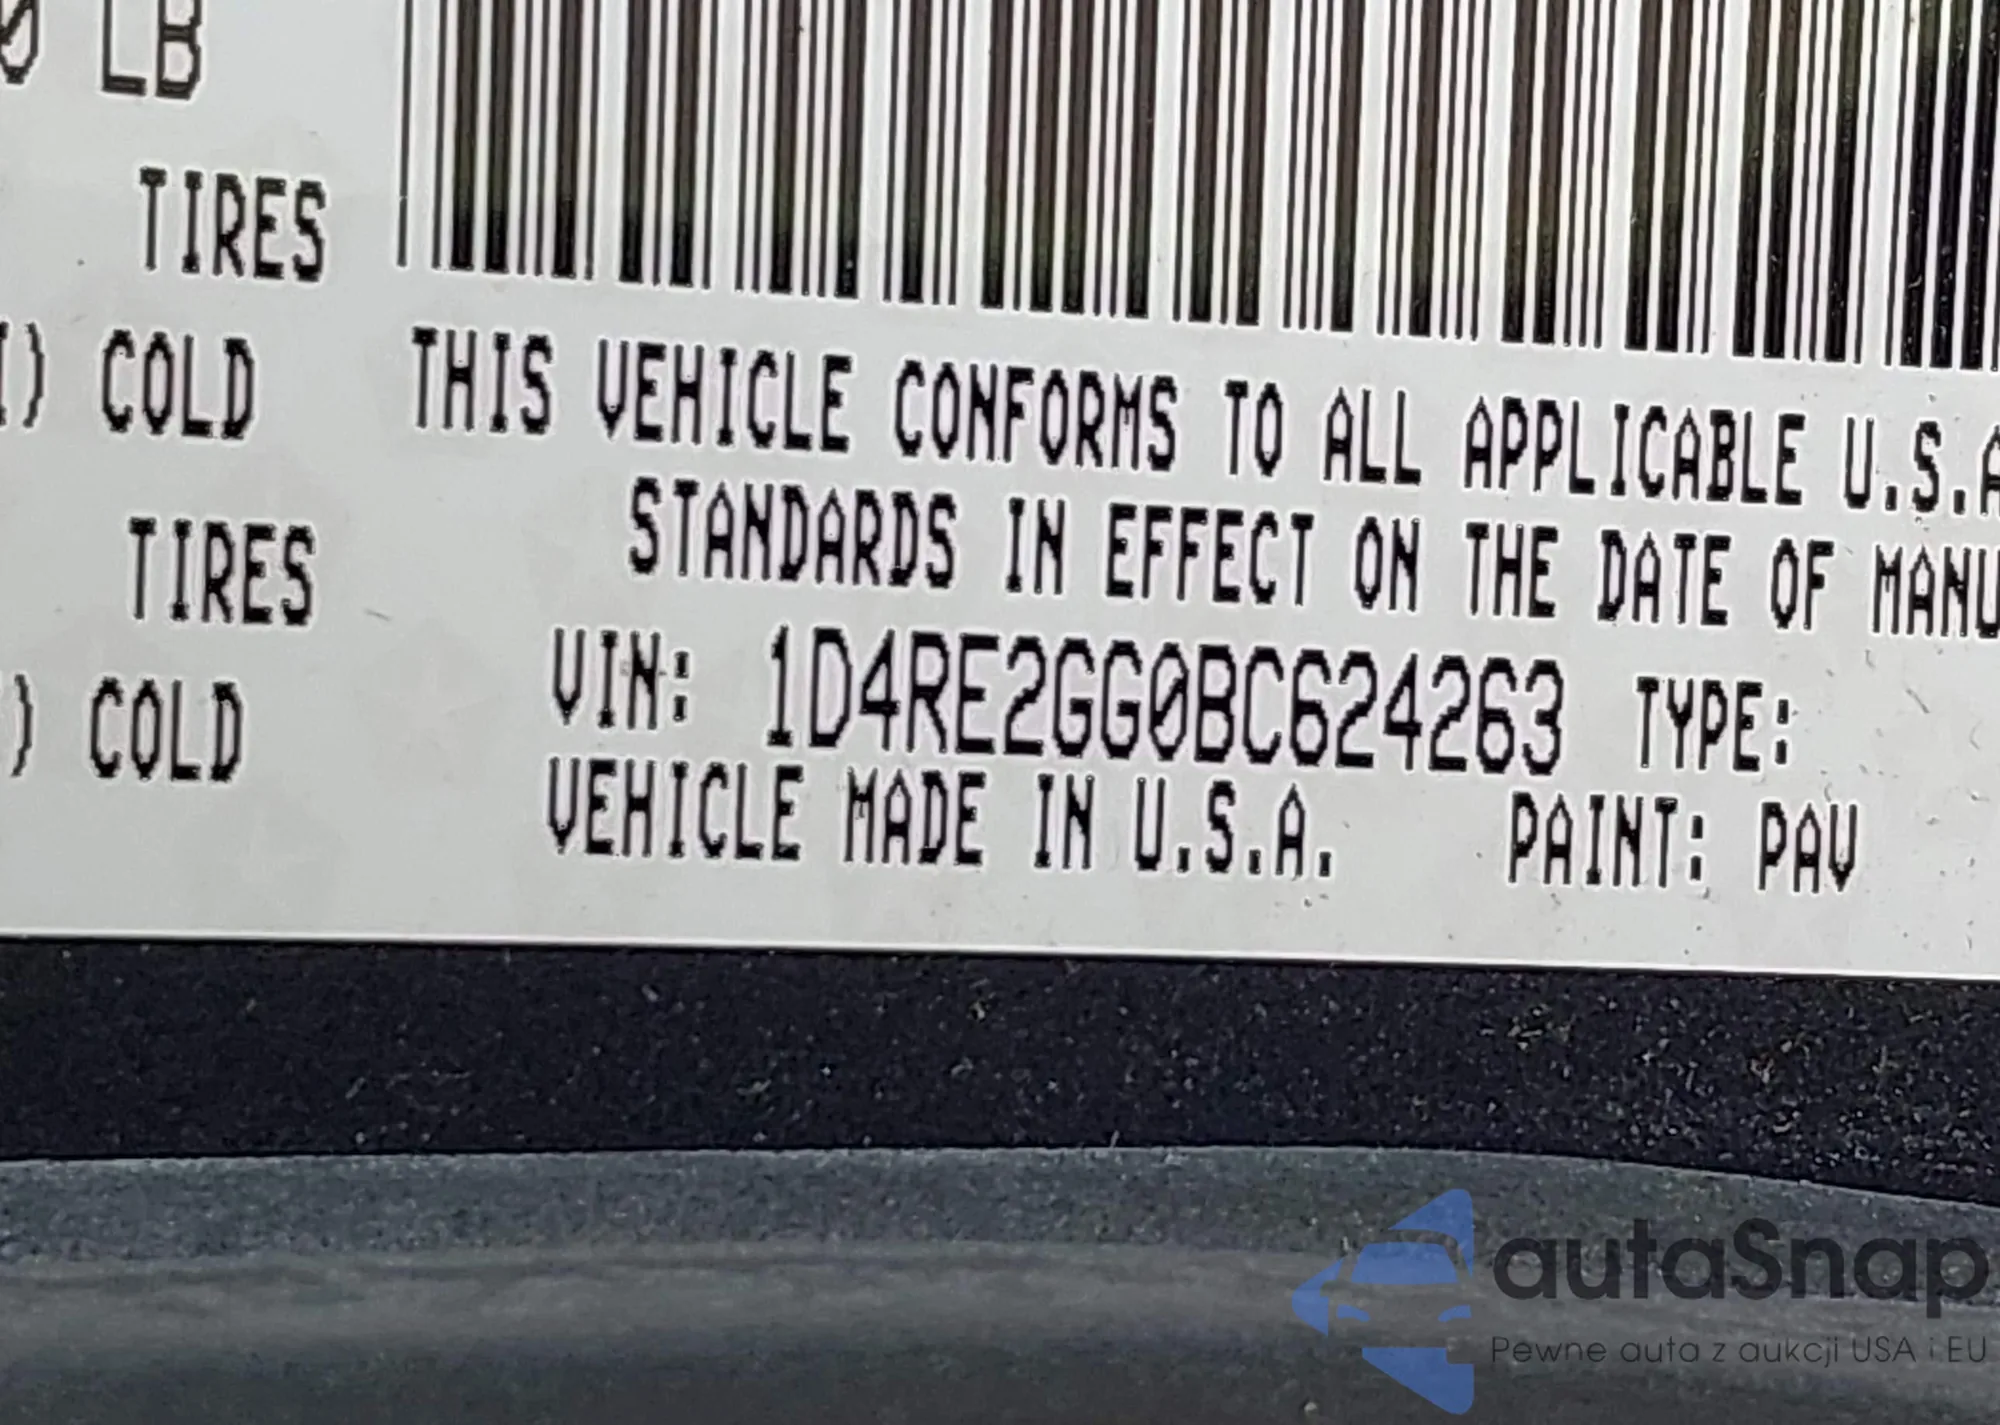 0 LB
TIRES
) COLD
THIS VEHICLE CONFORMS TO ALL APPLICABLE U.S.A
STANDARDS IN EFFECT ON THE DATE OF MANU
TIRES
VIN: 1D4RE2GG0BC624263 TYPE:
) COLD
VEHICLE MADE IN U.S.A. PAINT: PAV
autaSnap
Pewne auta z aukcji USA i EU